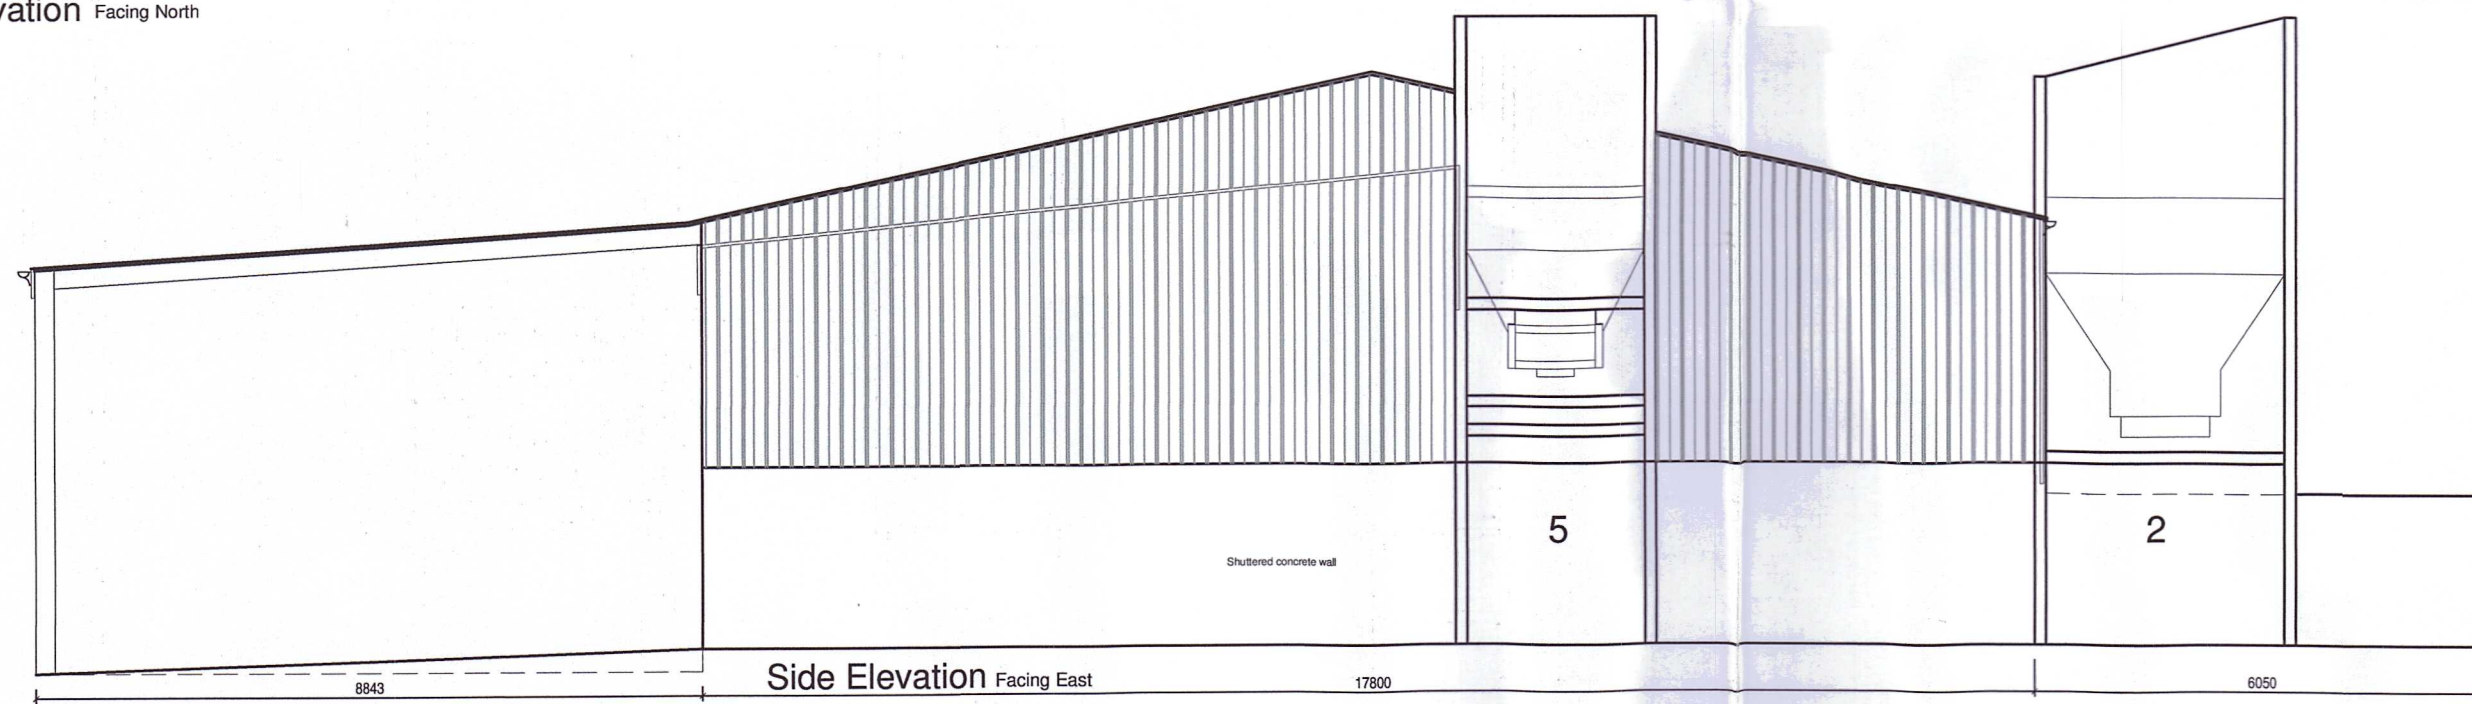 vation Facing North
5
2
Shuttered concrete wall
Side Elevation Facing East
8843
17800
6050